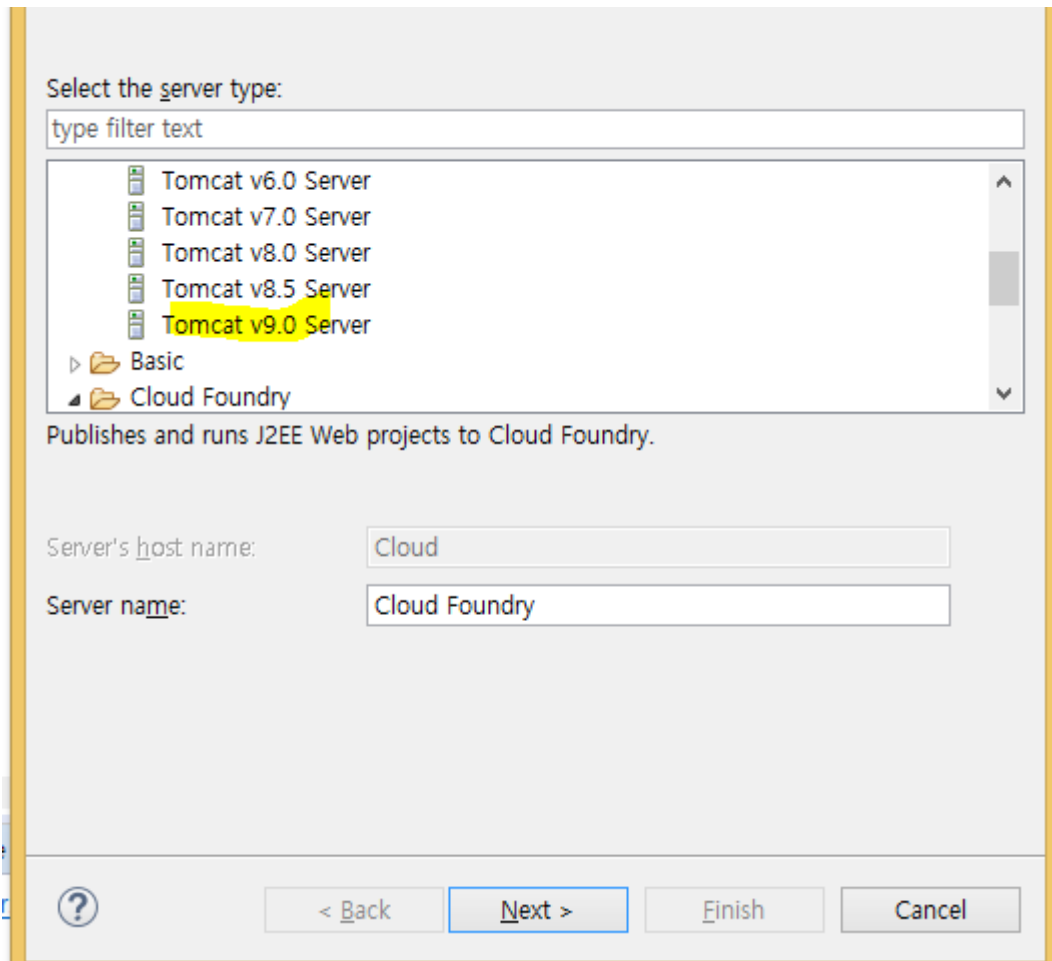 Select the server type:
type filter text
Tomcat v6.0 Server
Tomcat v7.0 Server
Tomcat v8.0 Server
Tomcat v8.5 Server
Tomcat v9.0 Server
Basic
Cloud Foundry
Publishes and runs J2EE Web projects to Cloud Foundry.
Server's host name: Cloud
Server name: Cloud Foundry
? < Back Next > Finish Cancel